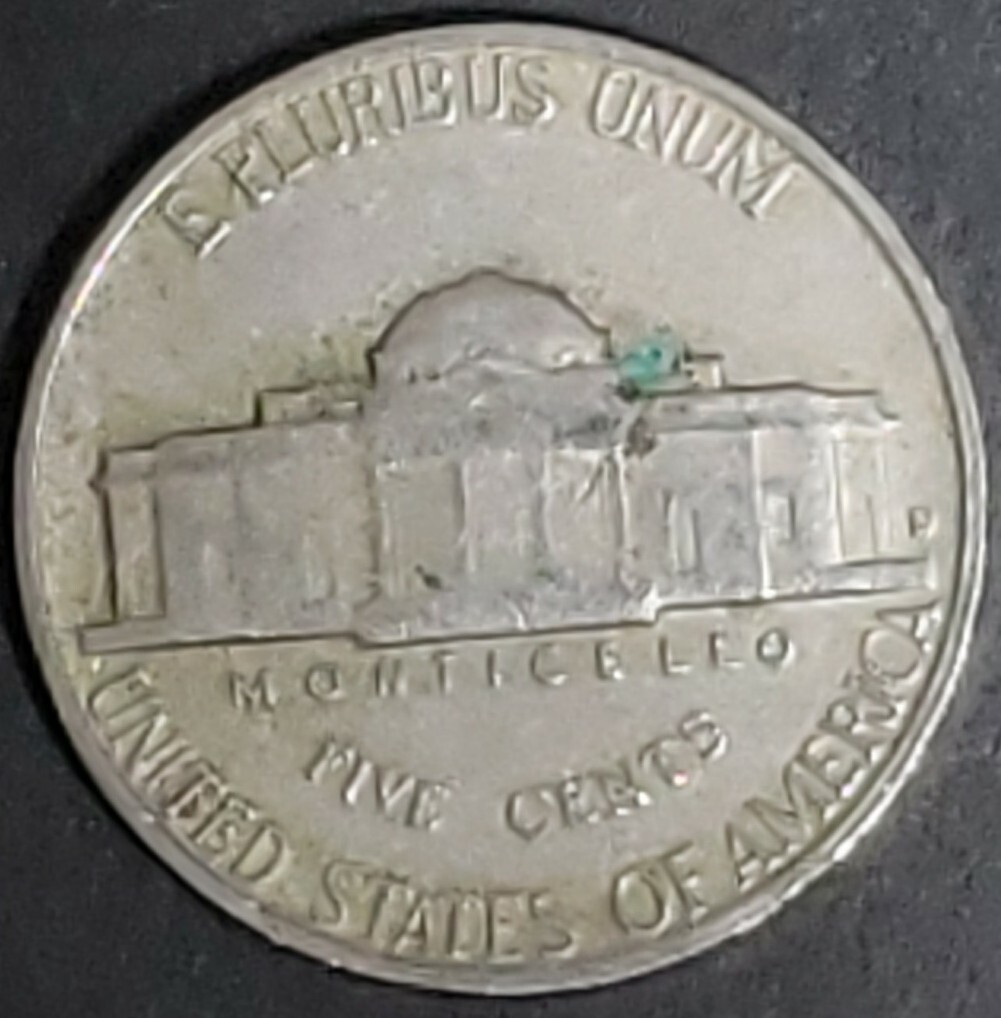 E PLURIBUS UNUM
D
MONTICELLO
FIVE CENTS
UNITED STATES OF AMERICA